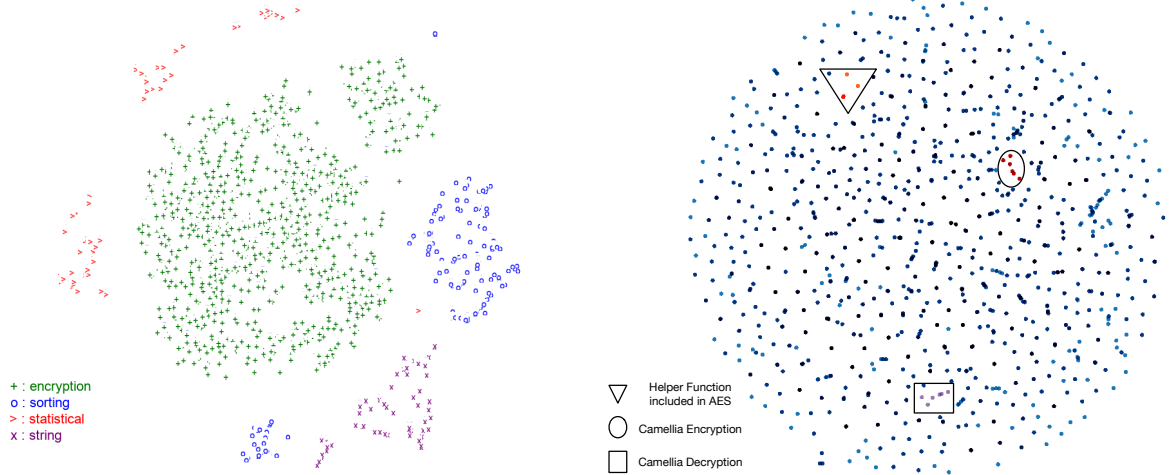 + : encryption
o : sorting
> : statistical
x : string
Helper Function
included in AES
Camellia Encryption
Camellia Decryption